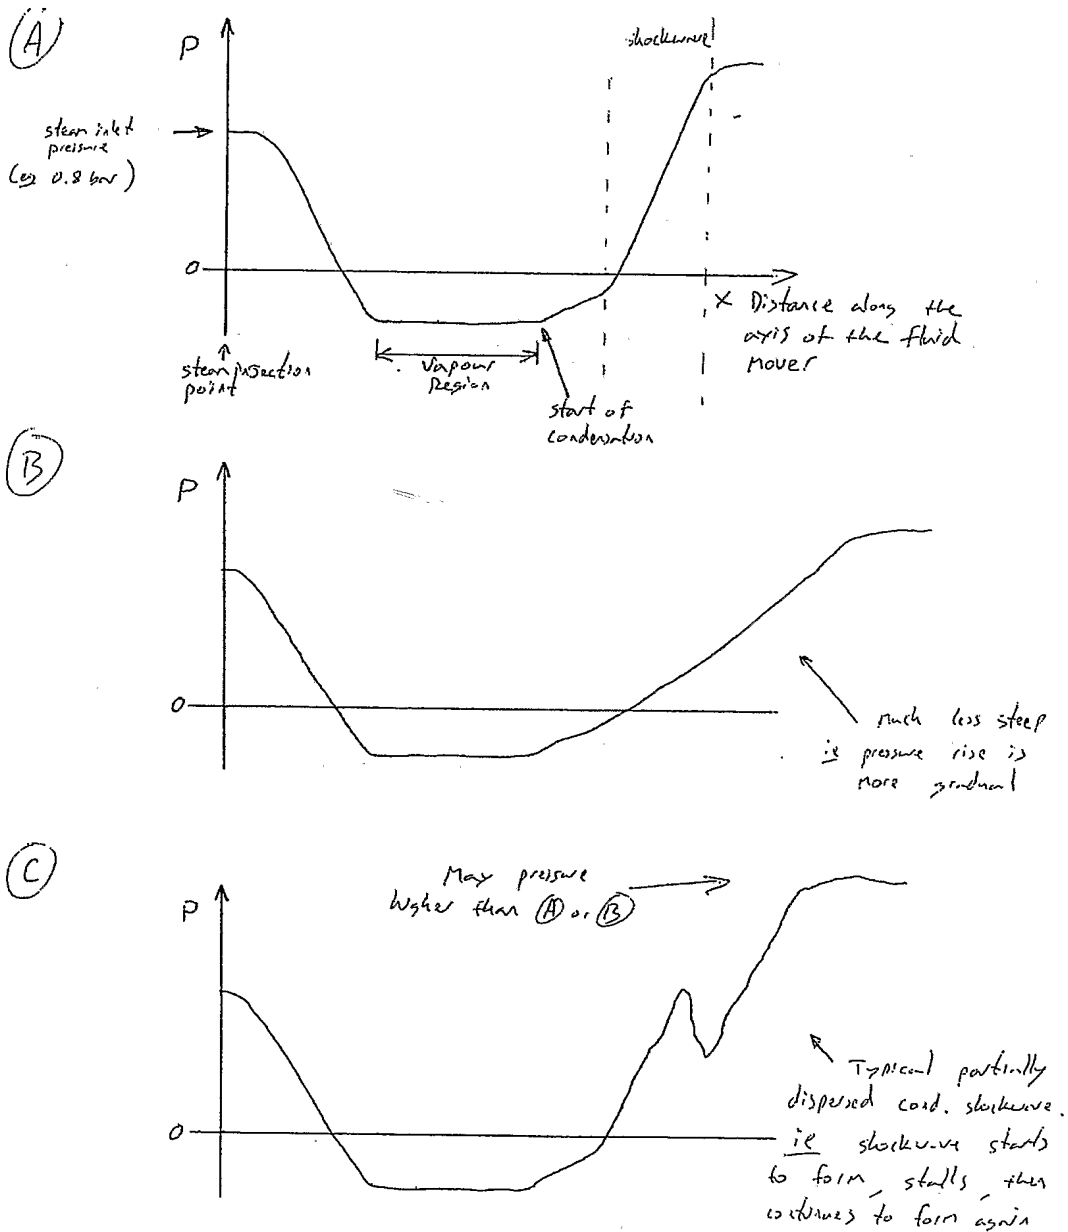 A
P
shockwave
steam inlet
pressure
(eg 0.8 bar)
0
X Distance along the
axis of the fluid
mover
steam injection
point
Vapour
Region
start of
condensation
B
P
0
much less steep
ie pressure rise is
more gradual
C
May pressure
higher than A or B
P
0
Typical partially
dispersed cond. shockwave.
ie shockwave starts
to form, stalls, then
continues to form again